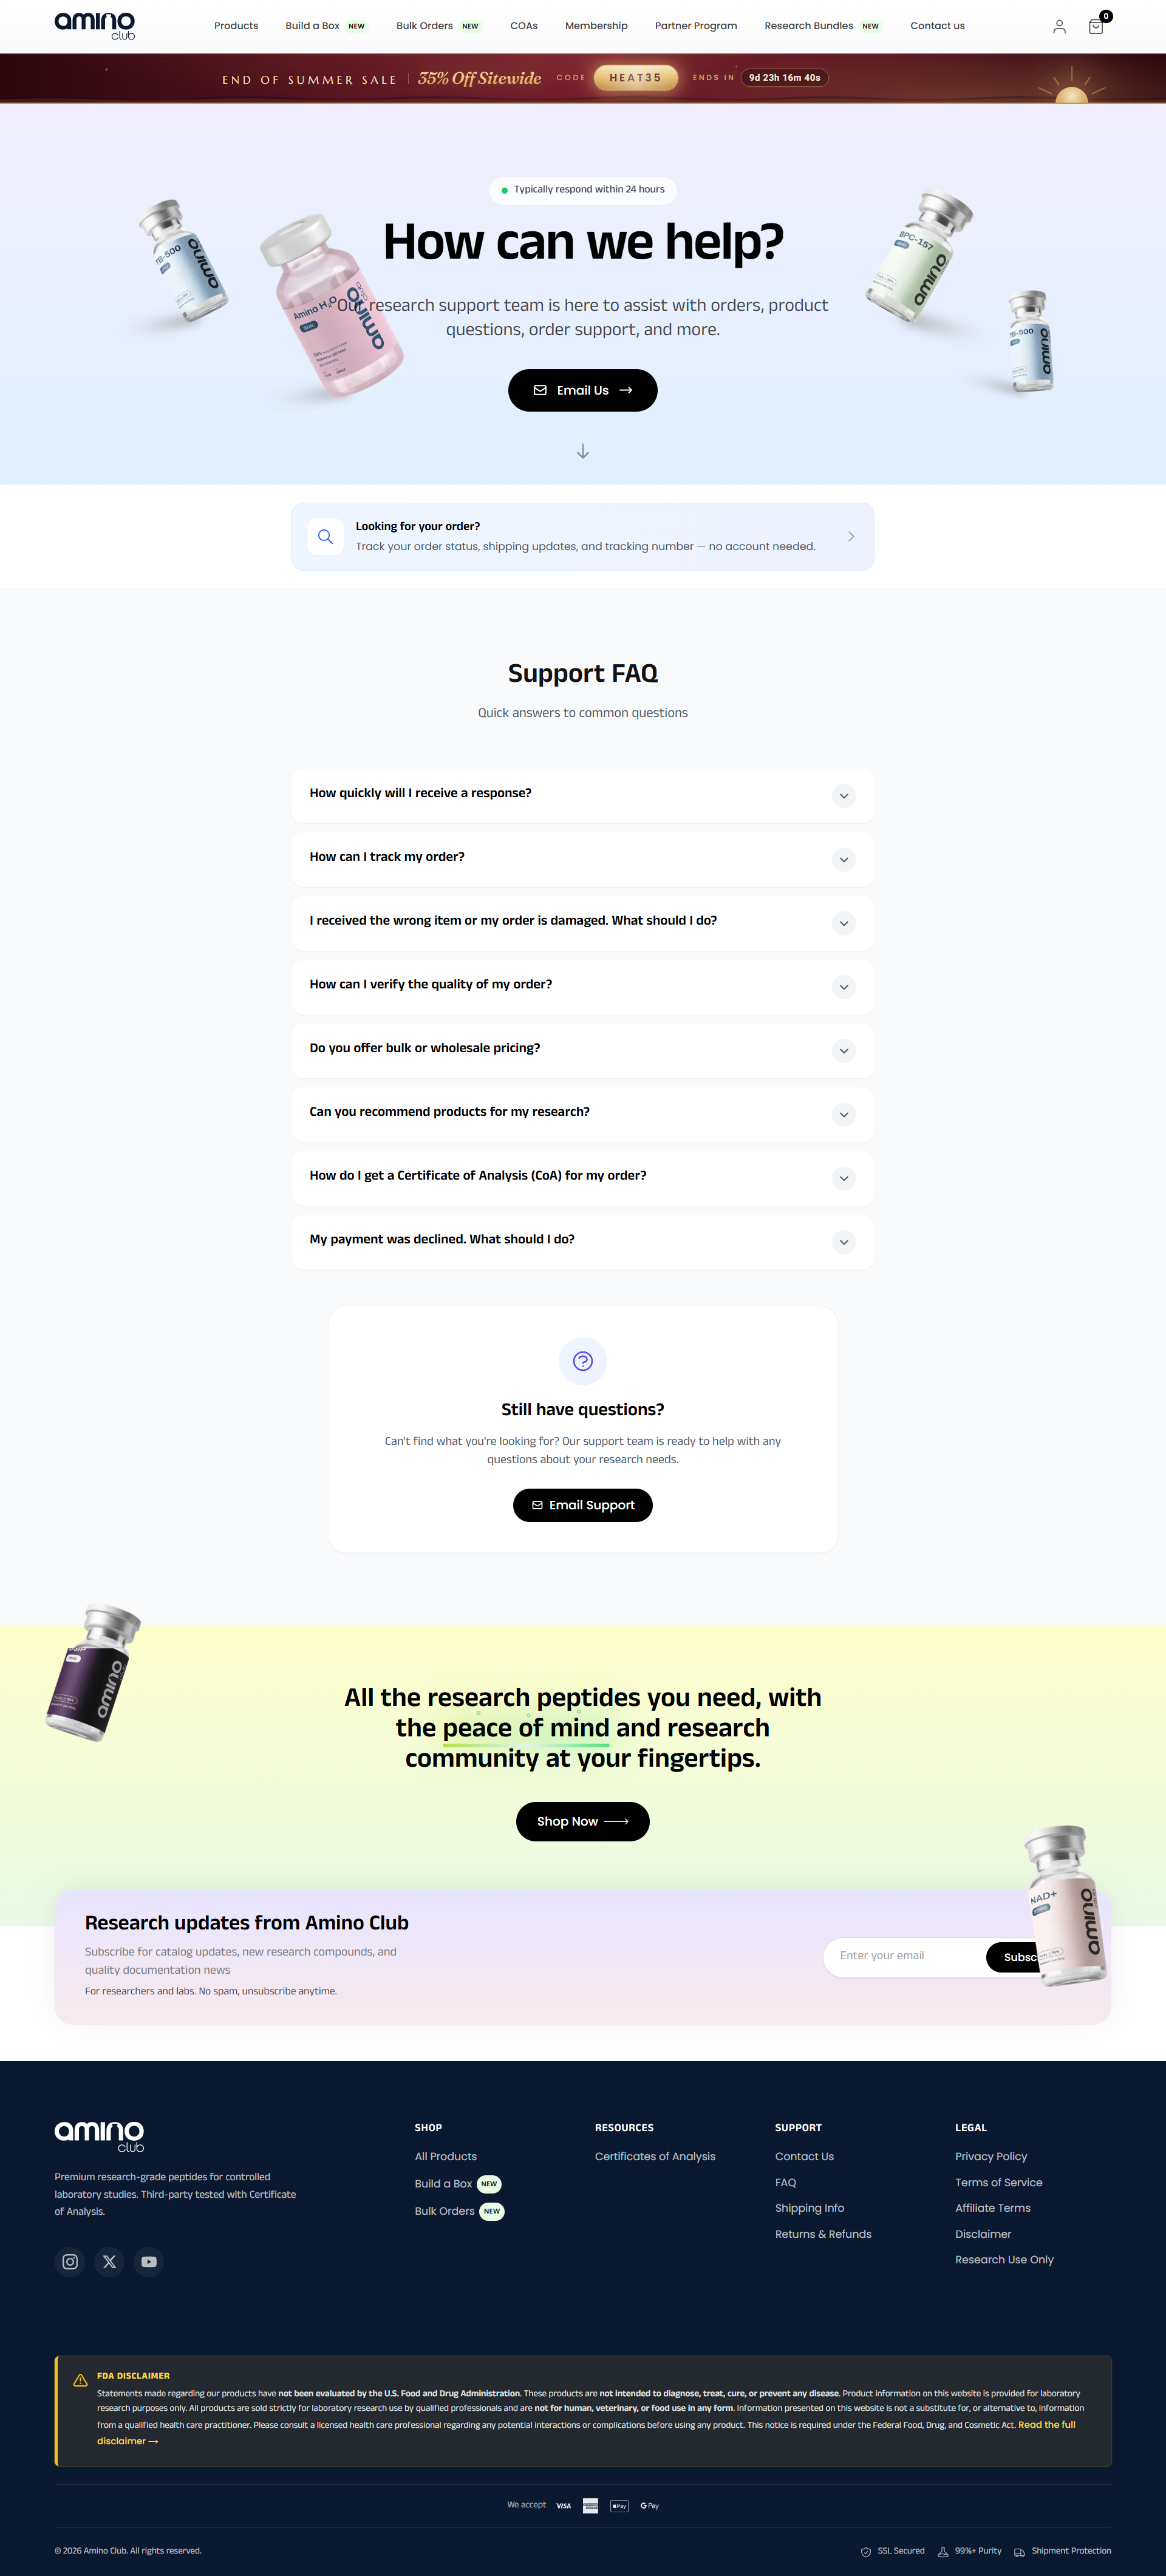 amino
club
Products
Build a Box NEW
Bulk Orders NEW
COAs
Membership
Partner Program
Research Bundles NEW
Contact us
0
END OF SUMMER SALE
35% Off Sitewide
CODE
HEAT35
ENDS IN
9d 23h 16m 40s
Typically respond within 24 hours
How can we help?
Our research support team is here to assist with orders, product
questions, order support, and more.
TB-500
amino
Amino H₂O
amino
club
BPC-157
amino
TB-500
amino
Email Us
Looking for your order?
Track your order status, shipping updates, and tracking number — no account needed.
Support FAQ
Quick answers to common questions
How quickly will I receive a response?
How can I track my order?
I received the wrong item or my order is damaged. What should I do?
How can I verify the quality of my order?
Do you offer bulk or wholesale pricing?
Can you recommend products for my research?
How do I get a Certificate of Analysis (CoA) for my order?
My payment was declined. What should I do?
Still have questions?
Can't find what you're looking for? Our support team is ready to help with any
questions about your research needs.
Email Support
amino
All the research peptides you need, with
the peace of mind and research
community at your fingertips.
Shop Now
Research updates from Amino Club
Subscribe for catalog updates, new research compounds, and
quality documentation news
For researchers and labs. No spam, unsubscribe anytime.
Enter your email
Subsc
NAD+
amino
amino
club
Premium research-grade peptides for controlled
laboratory studies. Third-party tested with Certificate
of Analysis.
SHOP
All Products
Build a Box NEW
Bulk Orders NEW
RESOURCES
Certificates of Analysis
SUPPORT
Contact Us
FAQ
Shipping Info
Returns & Refunds
LEGAL
Privacy Policy
Terms of Service
Affiliate Terms
Disclaimer
Research Use Only
FDA DISCLAIMER
Statements made regarding our products have not been evaluated by the U.S. Food and Drug Administration. These products are not intended to diagnose, treat, cure, or prevent any disease. Product information on this website is provided for laboratory
research purposes only. All products are sold strictly for laboratory research use by qualified professionals and are not for human, veterinary, or food use in any form. Information presented on this website is not a substitute for, or alternative to, information
from a qualified health care practitioner. Please consult a licensed health care professional regarding any potential interactions or complications before using any product. This notice is required under the Federal Food, Drug, and Cosmetic Act. Read the full
disclaimer →
We accept
VISA
Pay
G Pay
© 2026 Amino Club. All rights reserved.
SSL Secured
99%+ Purity
Shipment Protection